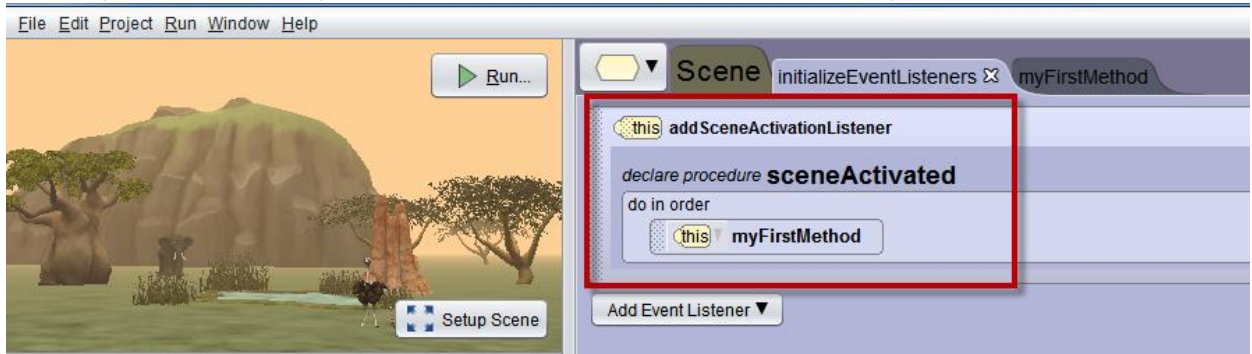 File Edit Project Run Window Help
Run...
Setup Scene
Scene initializeEventListeners myFirstMethod
this addSceneActivationListener
declare procedure sceneActivated
do in order
this myFirstMethod
Add Event Listener